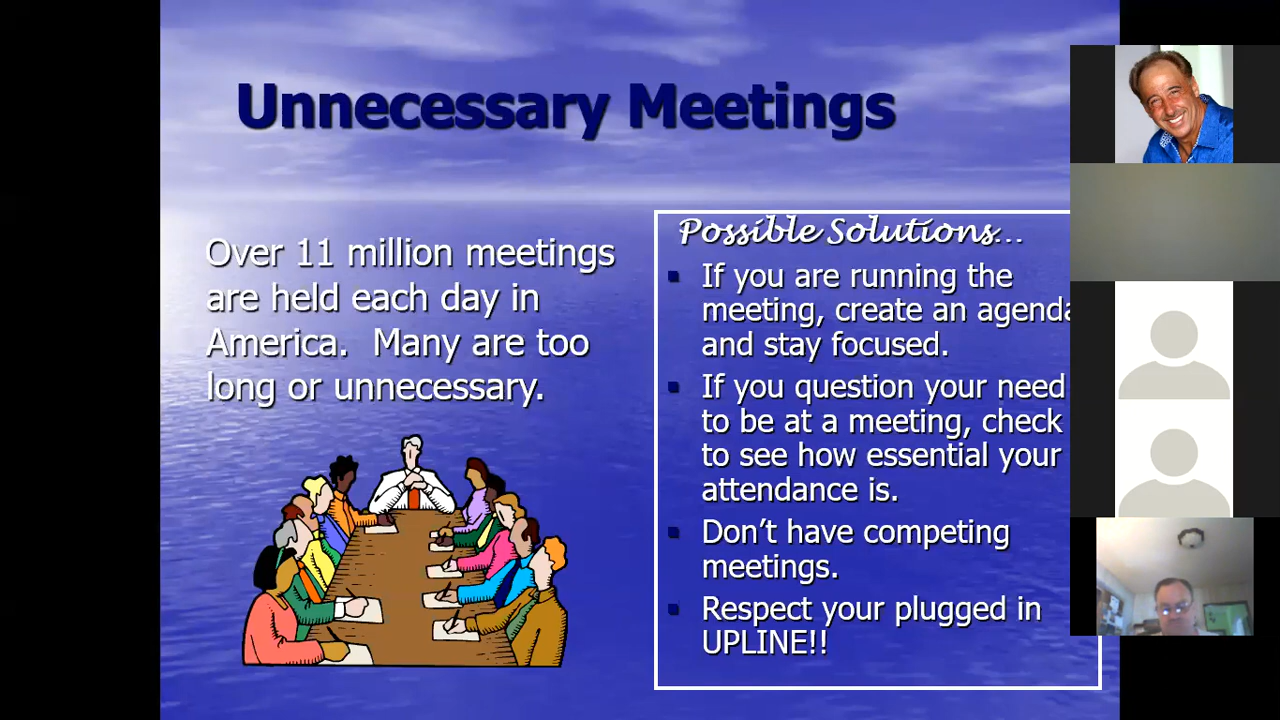 Unnecessary Meetings
Over 11 million meetings
are held each day in
America.  Many are too
long or unnecessary.
Possible Solutions...
▪ If you are running the
meeting, create an agenda
and stay focused.
▪ If you question your need
to be at a meeting, check
to see how essential your
attendance is.
▪ Don’t have competing
meetings.
▪ Respect your plugged in
UPLINE!!